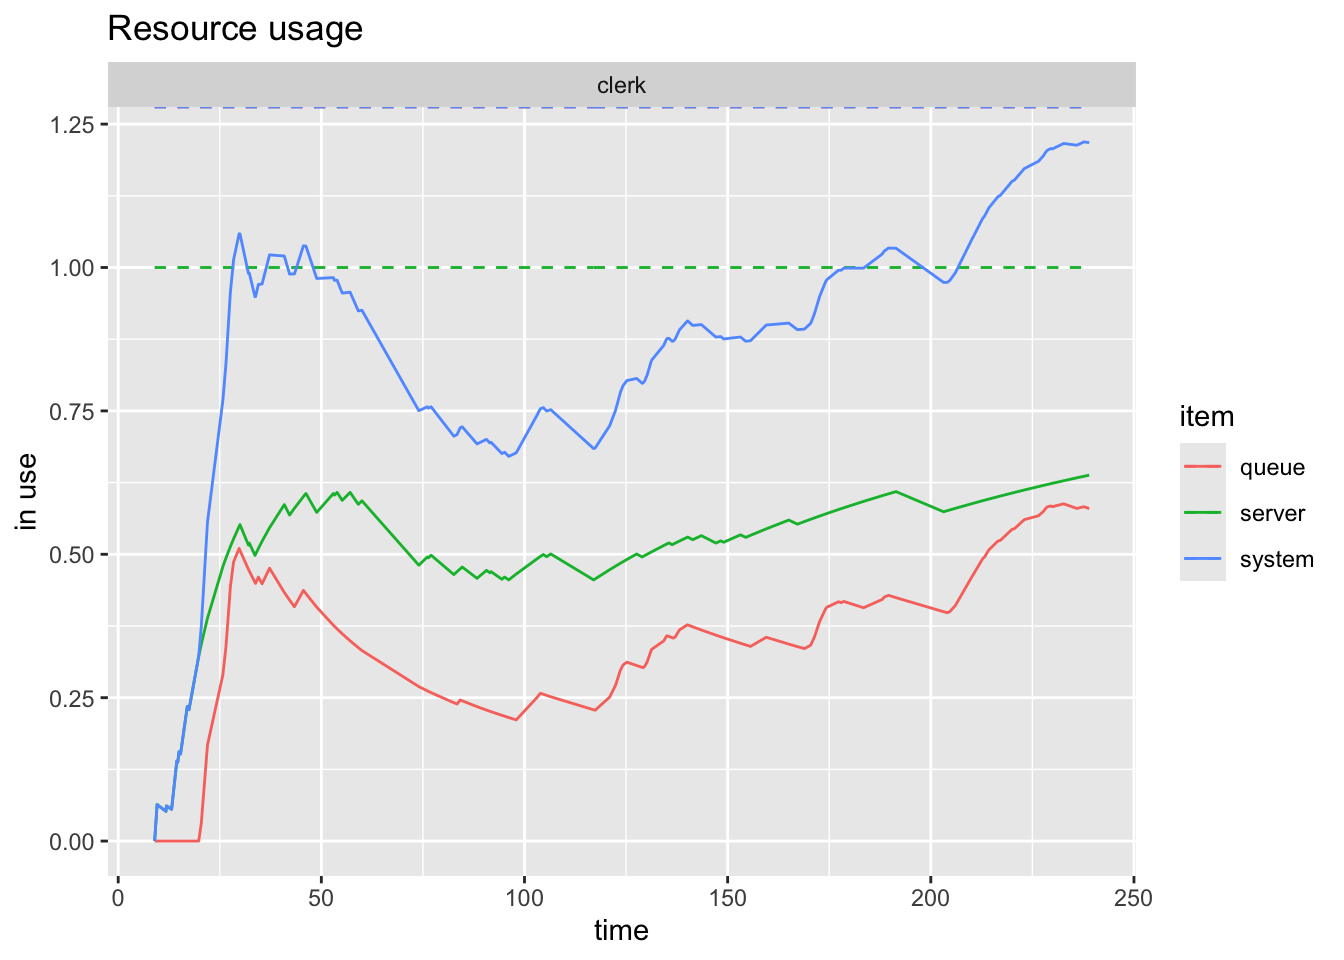 Resource usage
clerk
1.25
1.00
0.75
0.50
0.25
0.00
in use
0 50 100 150 200 250
time
item
queue
server
system